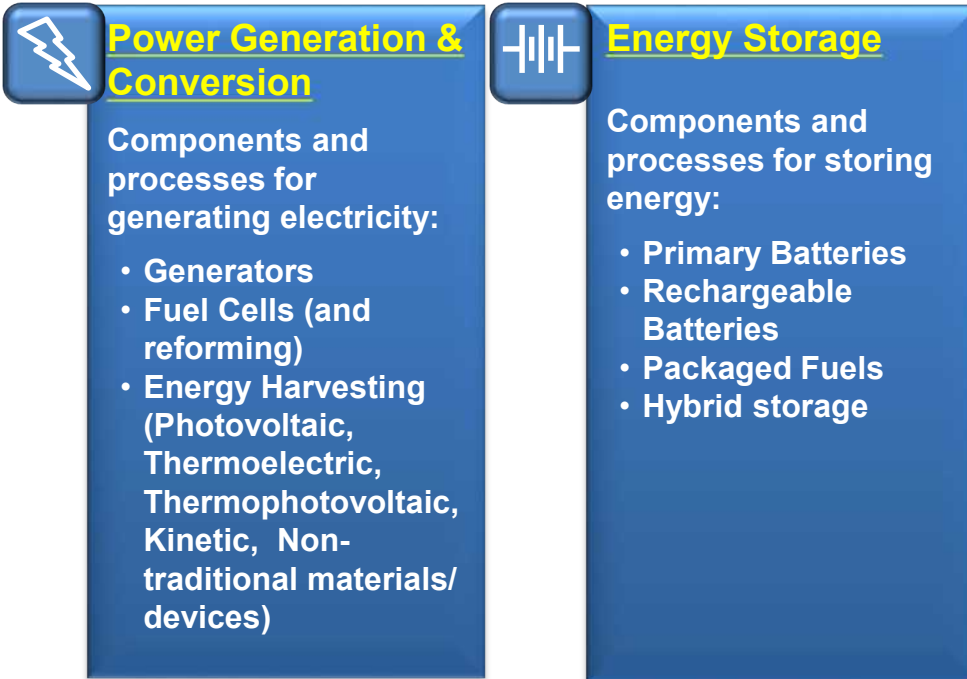 Power Generation &
Conversion
Components and
processes for
generating electricity:
• Generators
• Fuel Cells (and
reforming)
• Energy Harvesting
(Photovoltaic,
Thermoelectric,
Thermophotovoltaic,
Kinetic,  Non-
traditional materials/
devices)
Energy Storage
Components and
processes for storing
energy:
• Primary Batteries
• Rechargeable
Batteries
• Packaged Fuels
• Hybrid storage